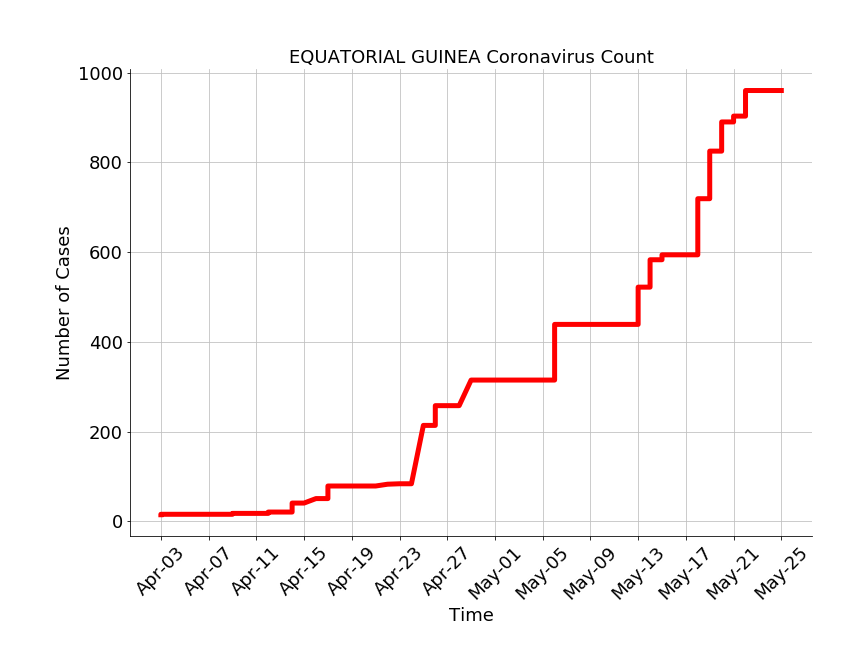 EQUATORIAL GUINEA Coronavirus Count
1000
800
600
400
200
0
Number of Cases
Apr-03
Apr-07
Apr-11
Apr-15
Apr-19
Apr-23
Apr-27
May-01
May-05
May-09
May-13
May-17
May-21
May-25
Time